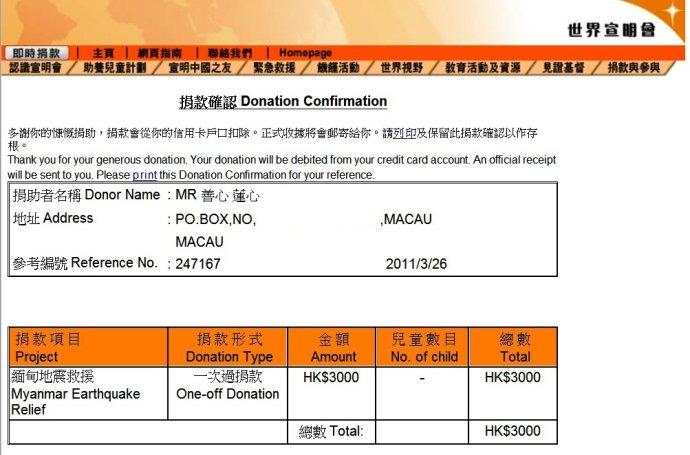 世界宣明會
即時捐款 | 主頁 | 網頁指南 | 聯絡我們 | Homepage
認識宣明會 / 助養兒童計劃 / 宣明中國之友 / 緊急救援 / 饑饉活動 / 世界視野 / 教育活動及資源 / 見證基督 / 捐款與參與 /
捐款確認 Donation Confirmation
多謝你的慷慨捐助，捐款會從你的信用卡戶口扣除。正式收據將會郵寄給你。請列印及保留此捐款確認以作存
根。
Thank you for your generous donation. Your donation will be debited from your credit card account. An official receipt
will be sent to you. Please print this Donation Confirmation for your reference.
捐助者名稱 Donor Name : MR 善心 蓮心
地址 Address : PO.BOX,NO, ,MACAU
MACAU
參考編號 Reference No. : 247167 2011/3/26
捐款項目 捐款形式 金額 兒童數目 總數
Project Donation Type Amount No. of child Total
緬甸地震救援 一次過捐款 HK$3000 - HK$3000
Myanmar Earthquake One-off Donation
Relief
總數 Total: HK$3000